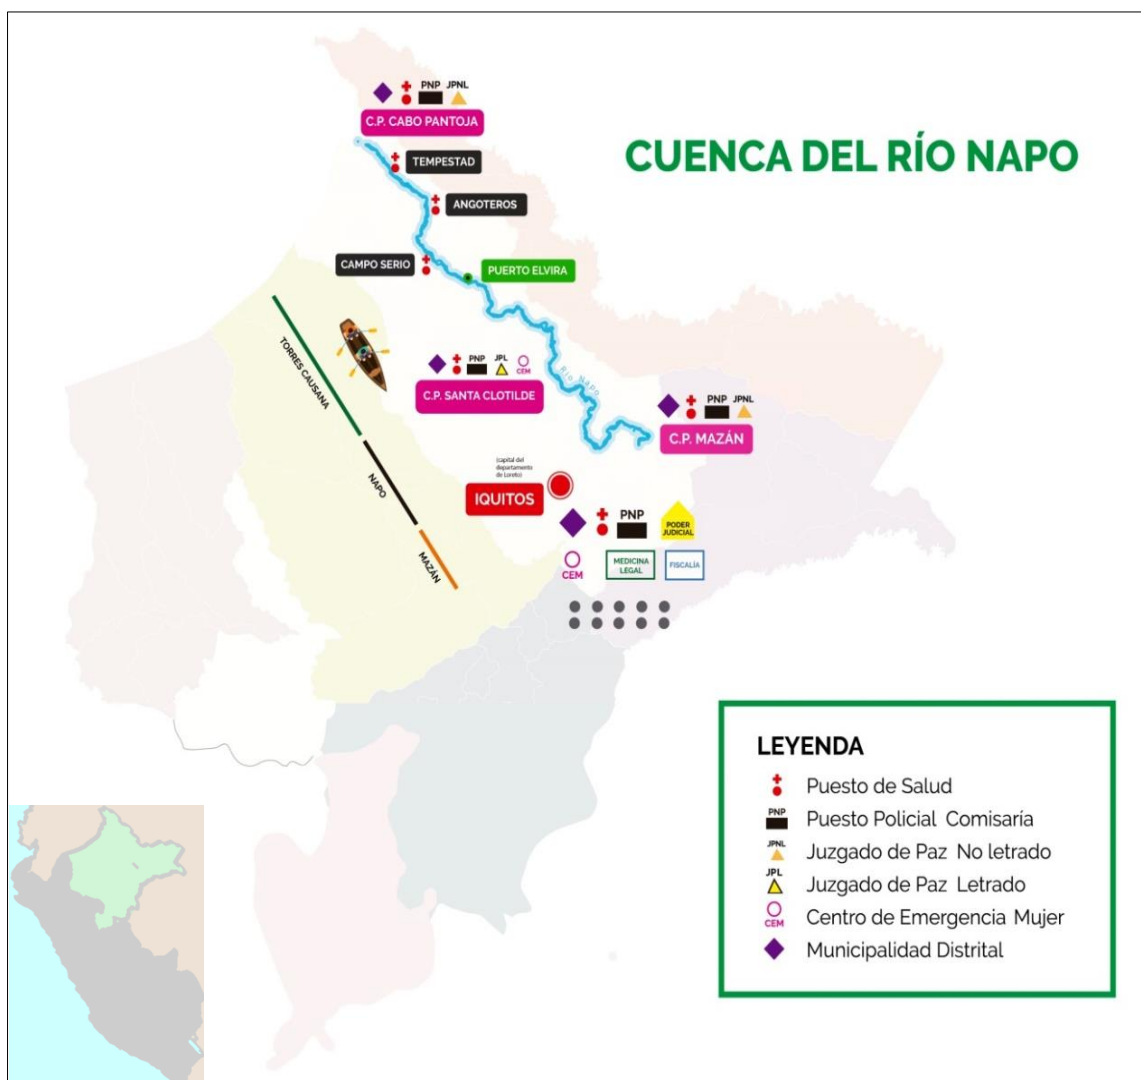 CUENCA DEL RÍO NAPO
PNP JPNL
C.P. CABO PANTOJA
TEMPESTAD
ANGOTEROS
CAMPO SERIO
PUERTO ELVIRA
TORRES CAUSANA
NAPO
MAZÁN
PNP JPL CEM
C.P. SANTA CLOTILDE
Río Napo
PNP JPNL
C.P. MAZÁN
(capital del
departamento
de Loreto)
IQUITOS
PNP
PODER
JUDICIAL
CEM
MEDICINA
LEGAL
FISCALÍA
LEYENDA
Puesto de Salud
PNP Puesto Policial Comisaría
JPNL Juzgado de Paz No letrado
JPL Juzgado de Paz Letrado
CEM Centro de Emergencia Mujer
Municipalidad Distrital